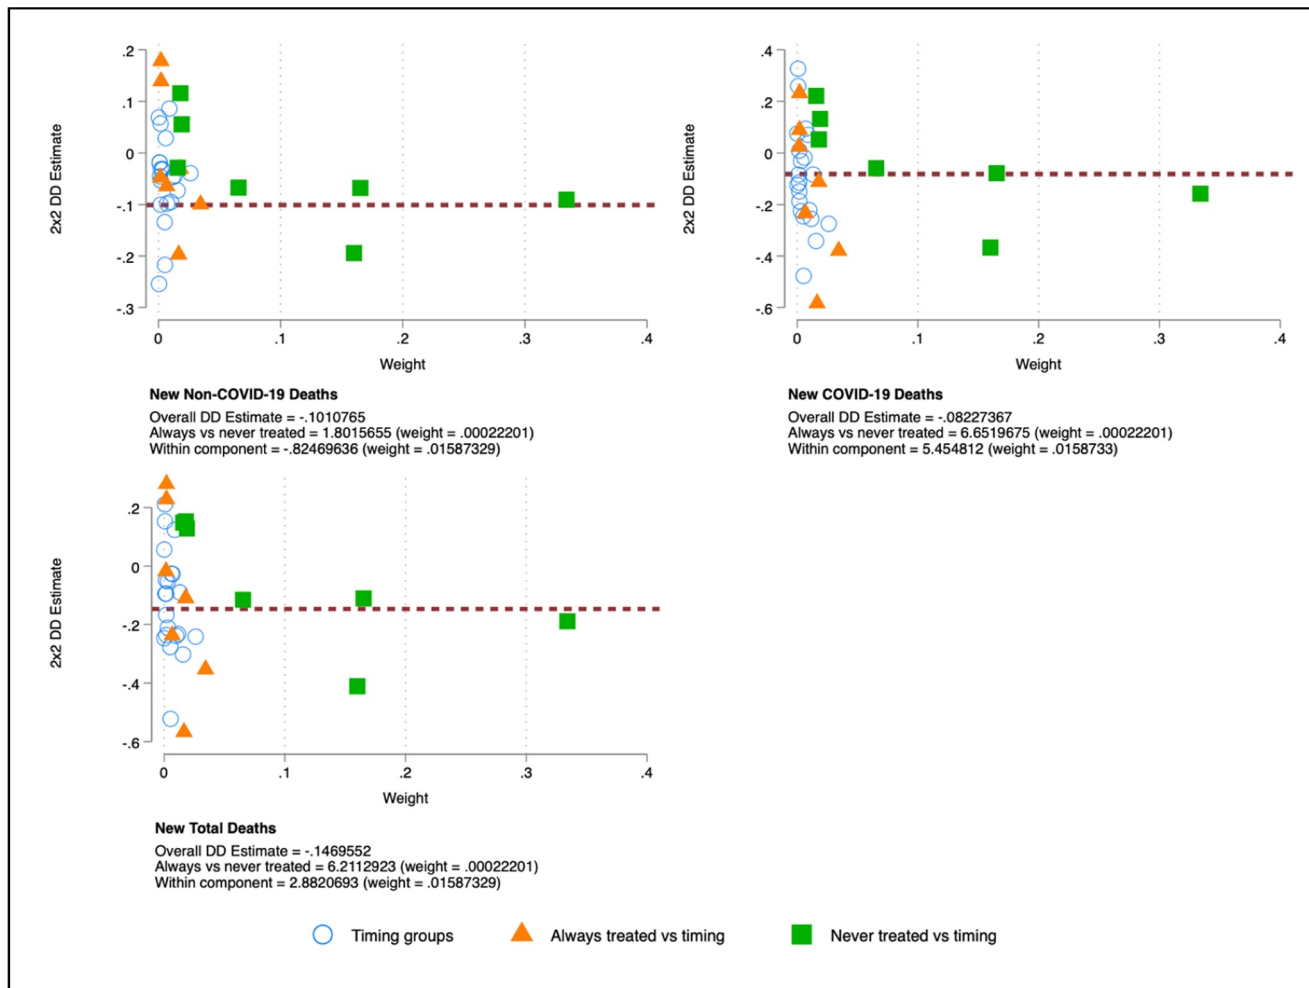 .2
.1
0
-.1
-.2
-.3
2x2 DD Estimate
0 .1 .2 .3 .4
Weight
New Non-COVID-19 Deaths
Overall DD Estimate = -.1010765
Always vs never treated = 1.8015655 (weight = .00022201)
Within component = -.82469636 (weight = .01587329)
.4
.2
0
-.2
-.4
-.6
2x2 DD Estimate
0 .1 .2 .3 .4
Weight
New COVID-19 Deaths
Overall DD Estimate = -.08227367
Always vs never treated = 6.6519675 (weight = .00022201)
Within component = 5.454812 (weight = .0158733)
.2
0
-.2
-.4
-.6
2x2 DD Estimate
0 .1 .2 .3 .4
Weight
New Total Deaths
Overall DD Estimate = -.1469552
Always vs never treated = 6.2112923 (weight = .00022201)
Within component = 2.8820693 (weight = .01587329)
Timing groups Always treated vs timing Never treated vs timing